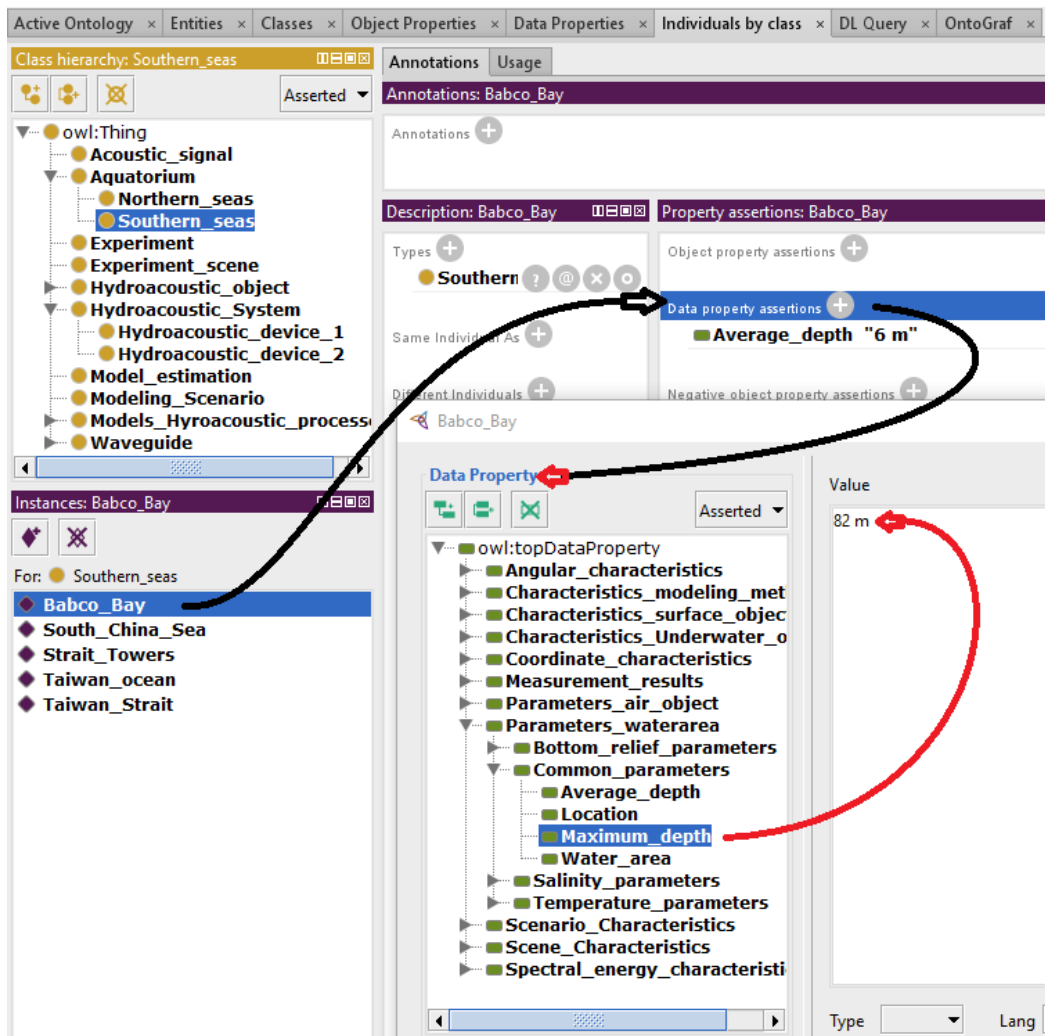 Active Ontology × Entities × Classes × Object Properties × Data Properties × Individuals by class × DL Query × OntoGraf ×
Class hierarchy: Southern_seas
Asserted
owl:Thing
Acoustic_signal
Aquatorium
Northern_seas
Southern_seas
Experiment
Experiment_scene
Hydroacoustic_object
Hydroacoustic_System
Hydroacoustic_device_1
Hydroacoustic_device_2
Model_estimation
Modeling_Scenario
Models_Hyroacoustic_process
Waveguide
Instances: Babco_Bay
For: Southern_seas
Babco_Bay
South_China_Sea
Strait_Towers
Taiwan_ocean
Taiwan_Strait
Annotations Usage
Annotations: Babco_Bay
Annotations
Description: Babco_Bay
Types
Southern
Same Individual As
Different Individuals
Property assertions: Babco_Bay
Object property assertions
Data property assertions
Average_depth "6 m"
Negative object property assertions
Babco_Bay
Data Property
Asserted
owl:topDataProperty
Angular_characteristics
Characteristics_modeling_met
Characteristics_surface_objec
Characteristics_Underwater_o
Coordinate_characteristics
Measurement_results
Parameters_air_object
Parameters_waterarea
Bottom_relief_parameters
Common_parameters
Average_depth
Location
Maximum_depth
Water_area
Salinity_parameters
Temperature_parameters
Scenario_Characteristics
Scene_Characteristics
Spectral_energy_characteristi
Value
82 m
Type
Lang